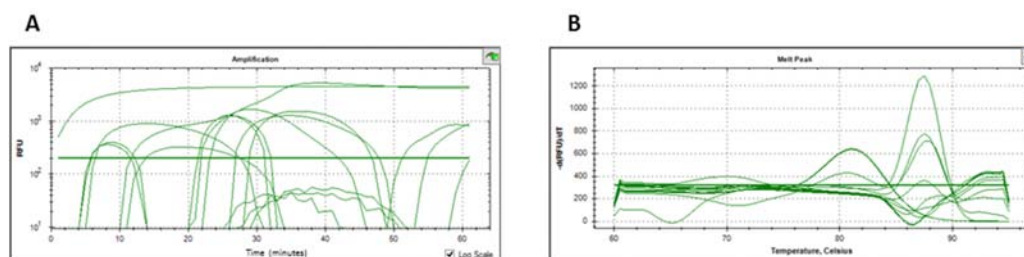 A
B
Amplification
10⁴
10³
10²
10¹
RFU
0
10
20
30
40
50
60
Time (minutes)
Log Scale
Melt Peak
1200
1000
800
600
400
200
0
-d(RFU)/dT
60
70
80
90
Temperature, Celsius